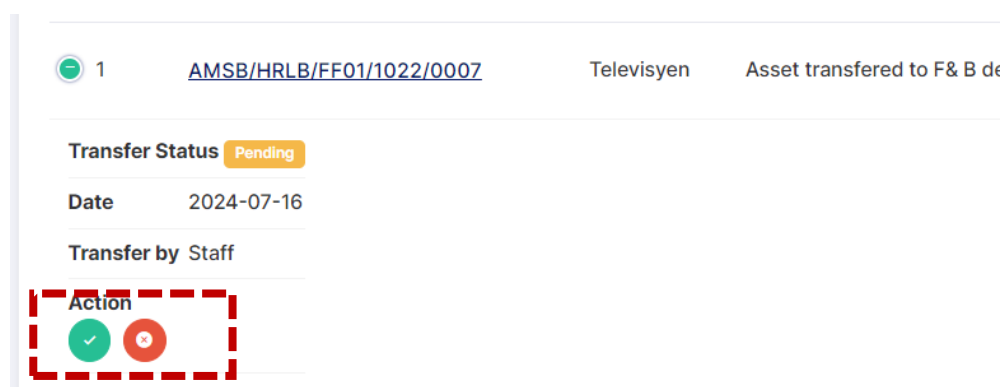 1 AMSB/HRLB/FF01/1022/0007 Televisyen Asset transfered to F& B
Transfer Status Pending
Date 2024-07-16
Transfer by Staff
Action